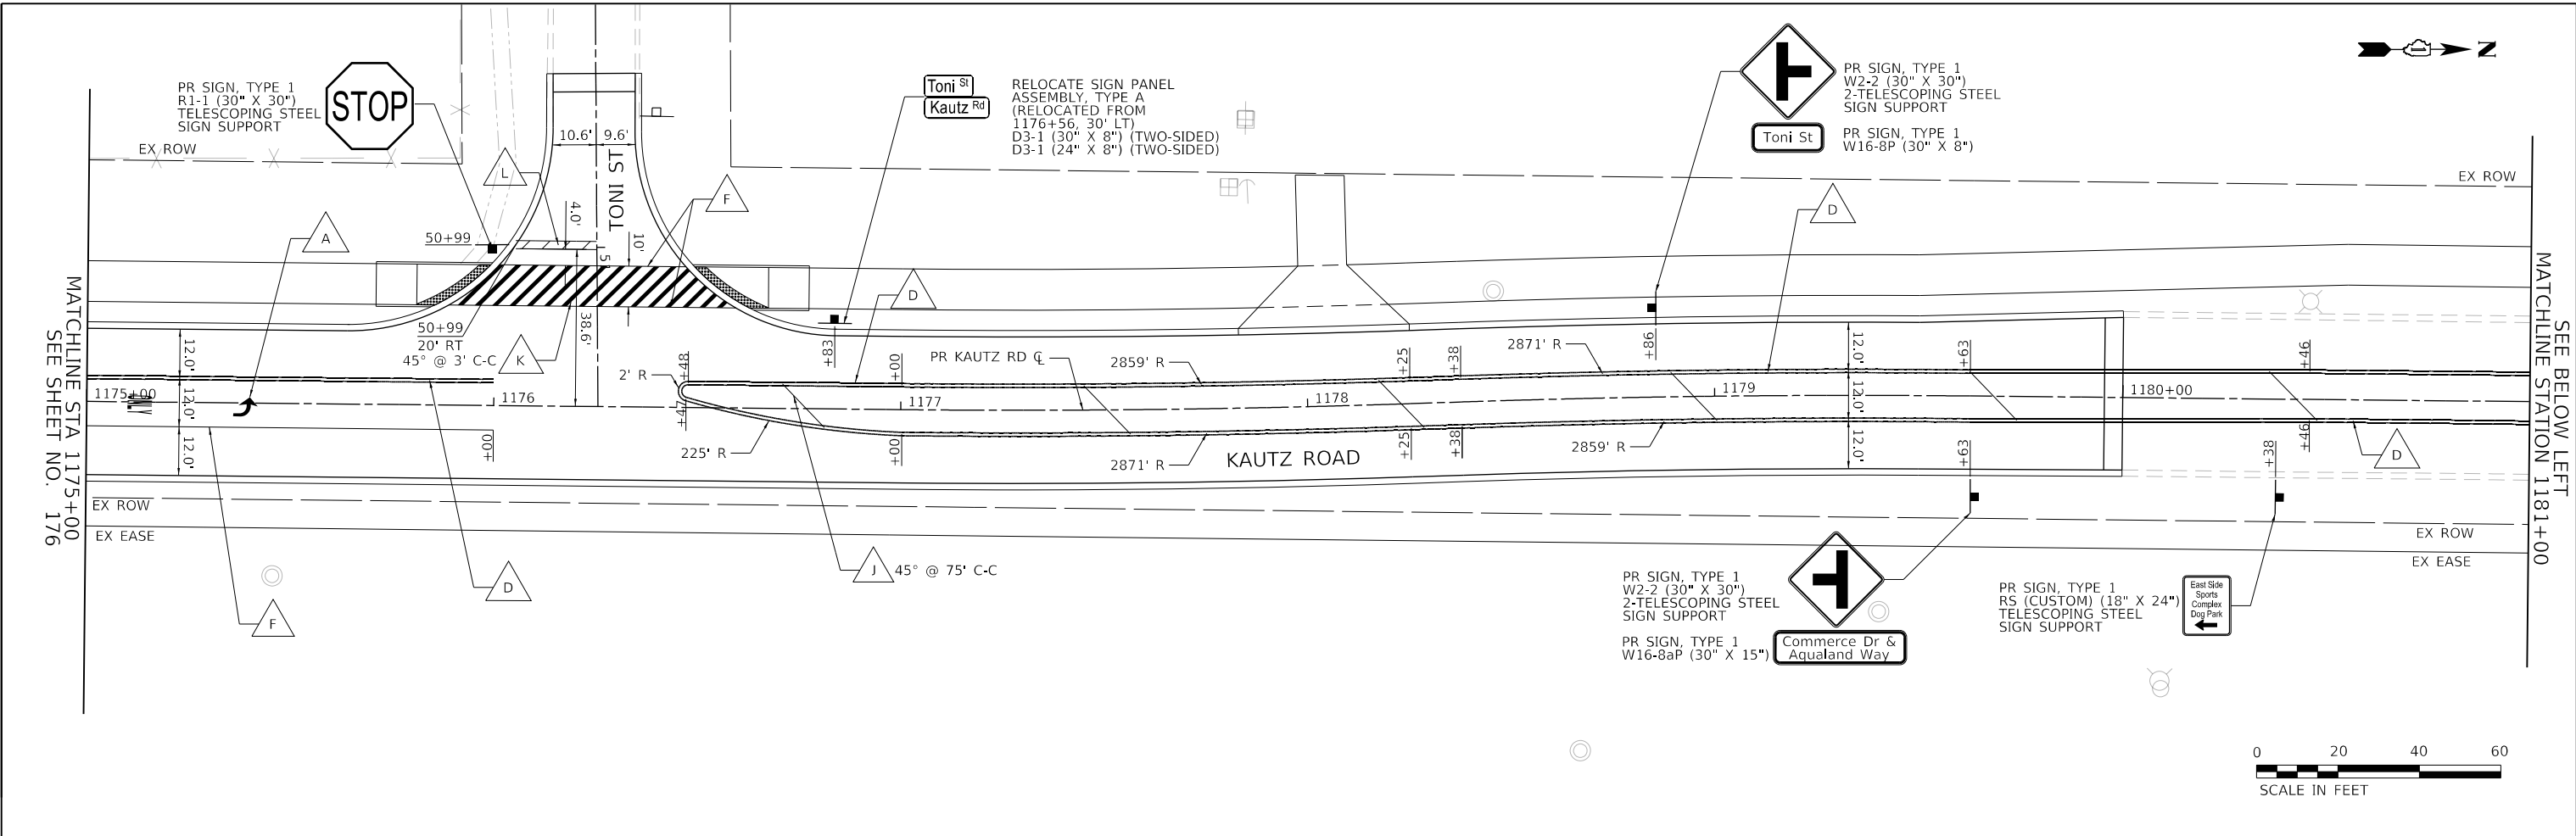 PR SIGN, TYPE 1
R1-1 (30" X 30")
TELESCOPING STEEL
SIGN SUPPORT
STOP
EX ROW
Toni St
Kautz Rd
RELOCATE SIGN PANEL
ASSEMBLY, TYPE A
(RELOCATED FROM
1176+56, 30' LT)
D3-1 (30" X 8") (TWO-SIDED)
D3-1 (24" X 8") (TWO-SIDED)
PR SIGN, TYPE 1
W2-2 (30" X 30")
2-TELESCOPING STEEL
SIGN SUPPORT
Toni St
PR SIGN, TYPE 1
W16-8P (30" X 8")
N
EX ROW
10.6'
9.6'
TONI ST
L
F
A
D
D
4.0'
10'
5'
38.6'
50+99
50+99
20' RT
45° @ 3' C-C
K
MATCHLINE STA 1175+00
SEE SHEET NO. 176
12.0'
12.0'
12.0'
1175+00
1176
+00
2' R
+48
+47
+83
+00
+00
1177
PR KAUTZ RD CL
2859' R
2871' R
225' R
2871' R
2859' R
+25
+38
+25
+38
1178
+86
1179
12.0'
12.0'
12.0'
+63
+63
1180+00
+46
+46
+38
KAUTZ ROAD
SEE BELOW LEFT
MATCHLINE STATION 1181+00
EX ROW
EX EASE
EX ROW
EX EASE
F
D
J
45° @ 75' C-C
D
PR SIGN, TYPE 1
W2-2 (30" X 30")
2-TELESCOPING STEEL
SIGN SUPPORT
PR SIGN, TYPE 1
W16-8aP (30" X 15")
Commerce Dr &
Aqualand Way
PR SIGN, TYPE 1
RS (CUSTOM) (18" X 24")
TELESCOPING STEEL
SIGN SUPPORT
East Side
Sports
Complex
Dog Park
0 20 40 60
SCALE IN FEET